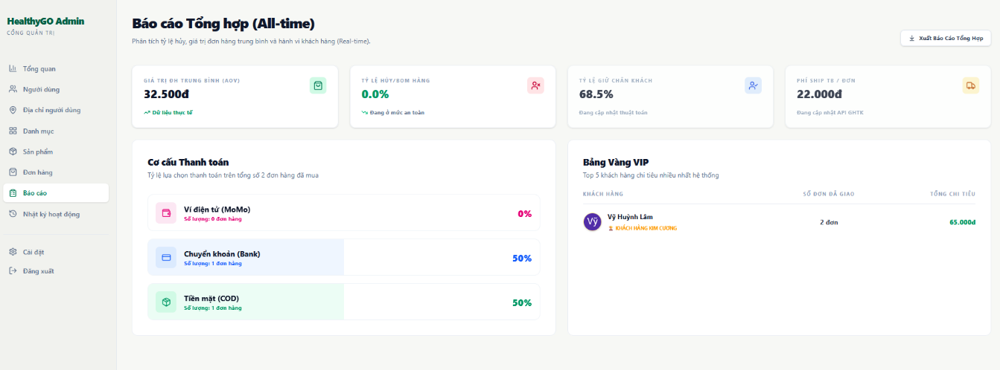 HealthyGO Admin
CỔNG QUẢN TRỊ
Tổng quan
Người dùng
Địa chỉ người dùng
Danh mục
Sản phẩm
Đơn hàng
Báo cáo
Nhật ký hoạt động
Cài đặt
Đăng xuất
Báo cáo Tổng hợp (All-time)
Phân tích tỷ lệ hủy, giá trị đơn hàng trung bình và hành vi khách hàng (Real-time).
Xuất Báo Cáo Tổng Hợp
GIÁ TRỊ ĐH TRUNG BÌNH (AOV)
32.500đ
Dữ liệu thực tế
TỶ LỆ HỦY/BOM HÀNG
0.0%
Đang ở mức an toàn
TỶ LỆ GIỮ CHÂN KHÁCH
68.5%
Đang cập nhật thuật toán
PHÍ SHIP TB / ĐƠN
22.000đ
Đang cập nhật API GHTK
Cơ cấu Thanh toán
Tỷ lệ lựa chọn thanh toán trên tổng số 2 đơn hàng đã mua
Ví điện tử (MoMo)
Số lượng: 0 đơn hàng
0%
Chuyển khoản (Bank)
Số lượng: 1 đơn hàng
50%
Tiền mặt (COD)
Số lượng: 1 đơn hàng
50%
Bảng Vàng VIP
Top 5 khách hàng chi tiêu nhiều nhất hệ thống
KHÁCH HÀNG SỐ ĐƠN ĐÃ GIAO TỔNG CHI TIÊU
Vỹ
Vỹ Huỳnh Lâm
KHÁCH HÀNG KIM CƯƠNG
2 đơn
65.000đ